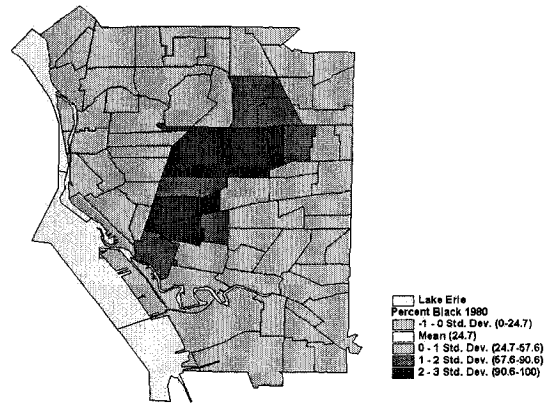 Lake Erie
Percent Black 1980
-1 - 0 Std. Dev. (0-24.7)
Mean (24.7)
0 - 1 Std. Dev. (24.7-57.6)
1 - 2 Std. Dev. (57.6-90.6)
2 - 3 Std. Dev. (90.6-100)